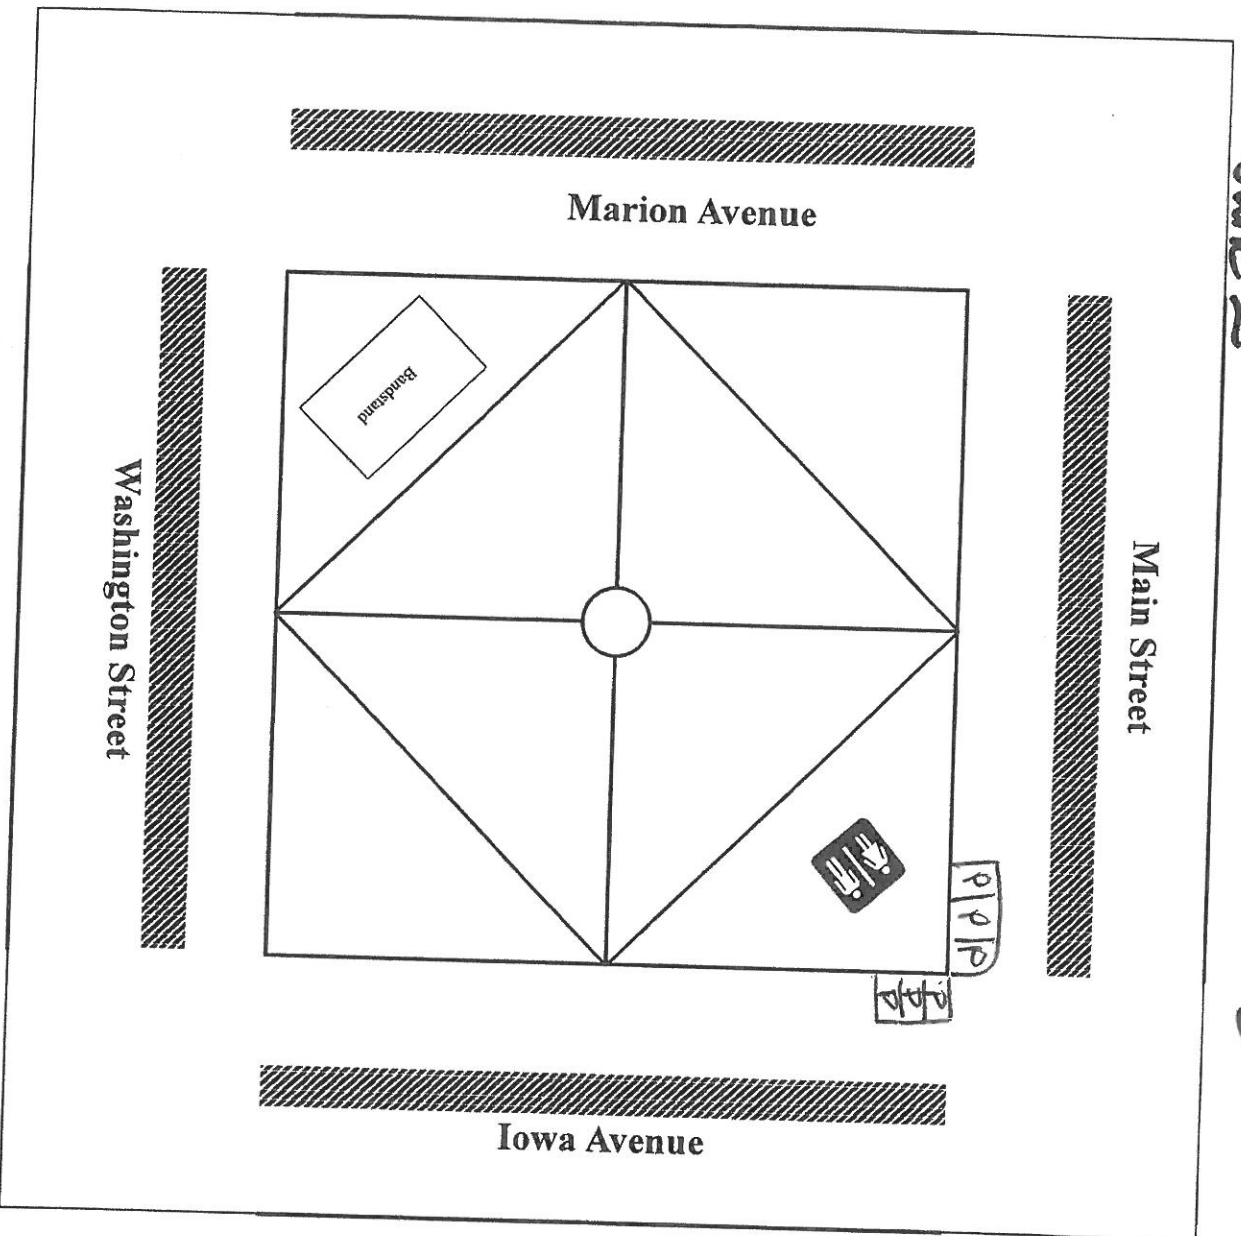 Marion Avenue
Bandstand
Washington Street
Main Street
P P P
P P P
Iowa Avenue